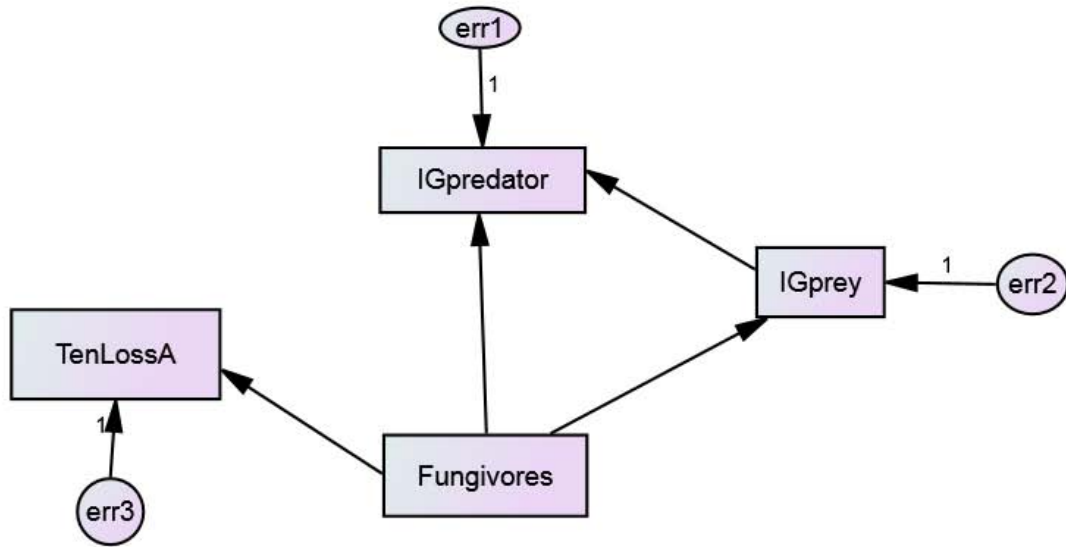 err1
1
IGpredator
IGprey
1
err2
TenLossA
1
Fungivores
err3